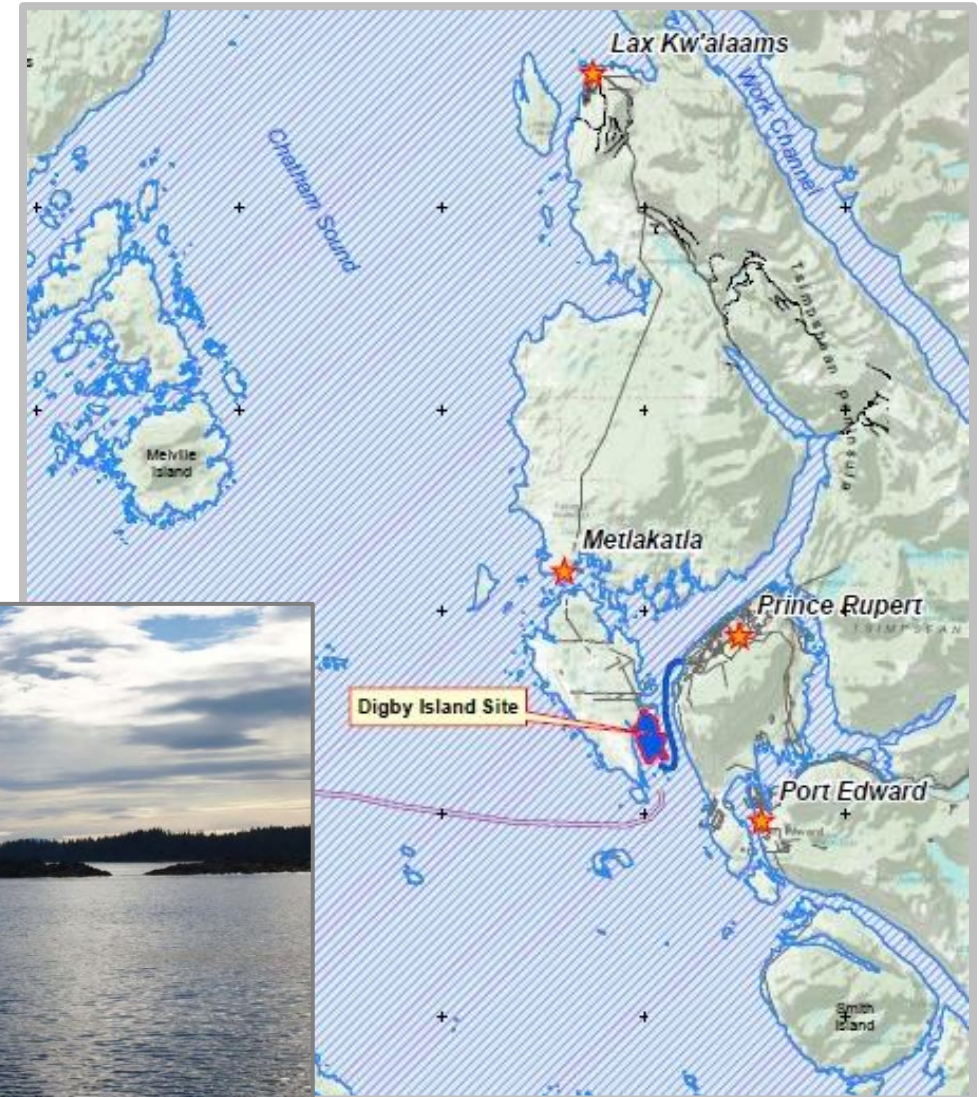 Lax Kw'alaams
Work Channel
Chatham Sound
Tsimpshean Peninsula
Melville
Island
Metlakatla
Prince Rupert
TSIMPSEAN
Digby Island Site
Port Edward
Smith
Island